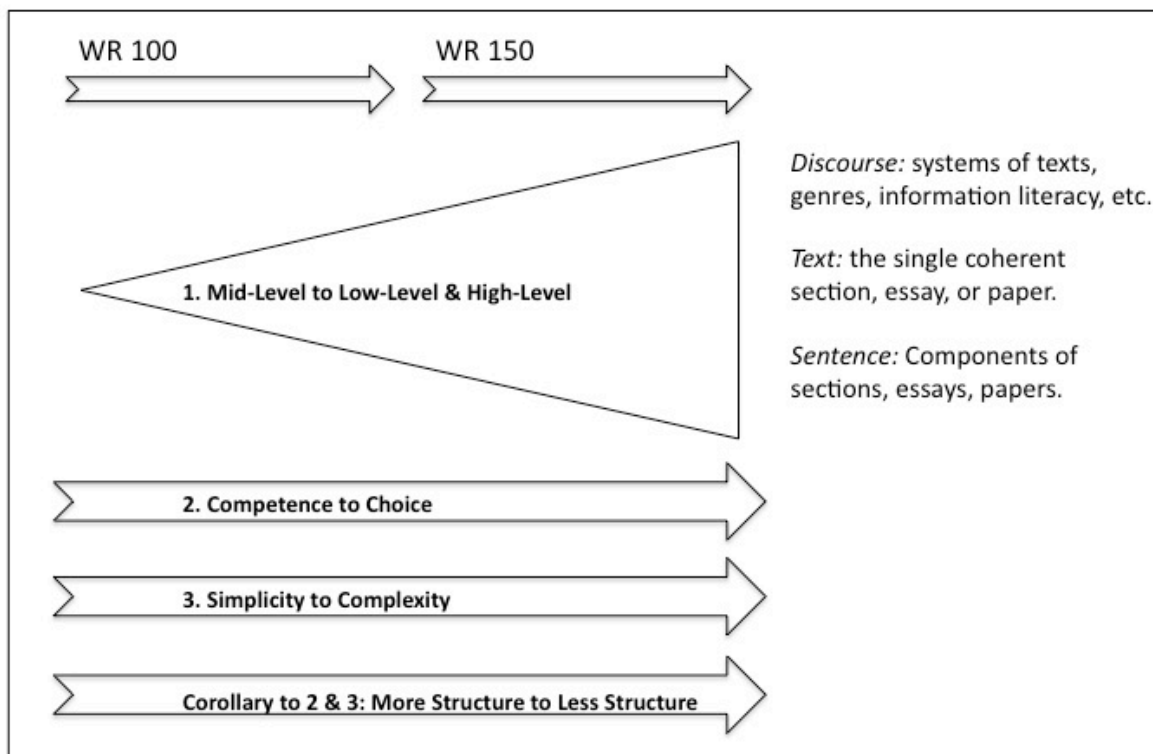 WR 100
WR 150
Discourse: systems of texts,
genres, information literacy, etc.
Text: the single coherent
section, essay, or paper.
Sentence: Components of
sections, essays, papers.
1. Mid-Level to Low-Level & High-Level
2. Competence to Choice
3. Simplicity to Complexity
Corollary to 2 & 3: More Structure to Less Structure